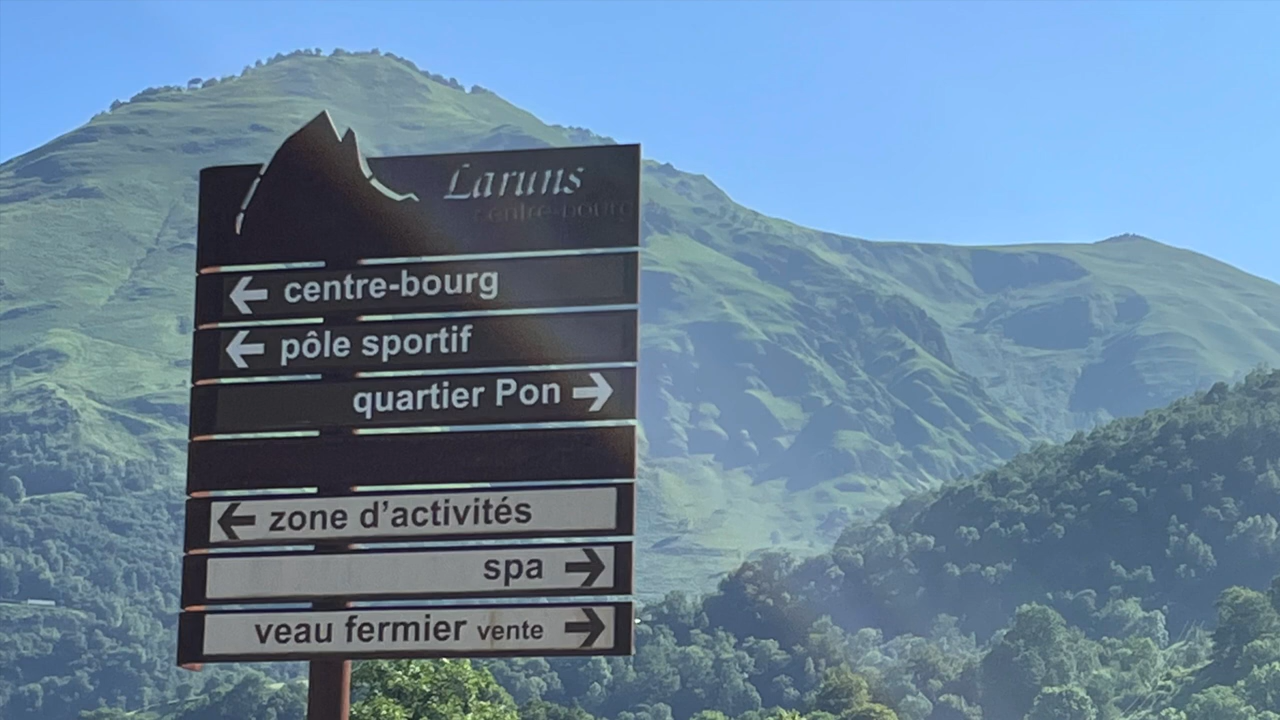 Laruns
centre-bourg
centre-bourg
pôle sportif
quartier Pon
zone d'activités
spa
veau fermier vente